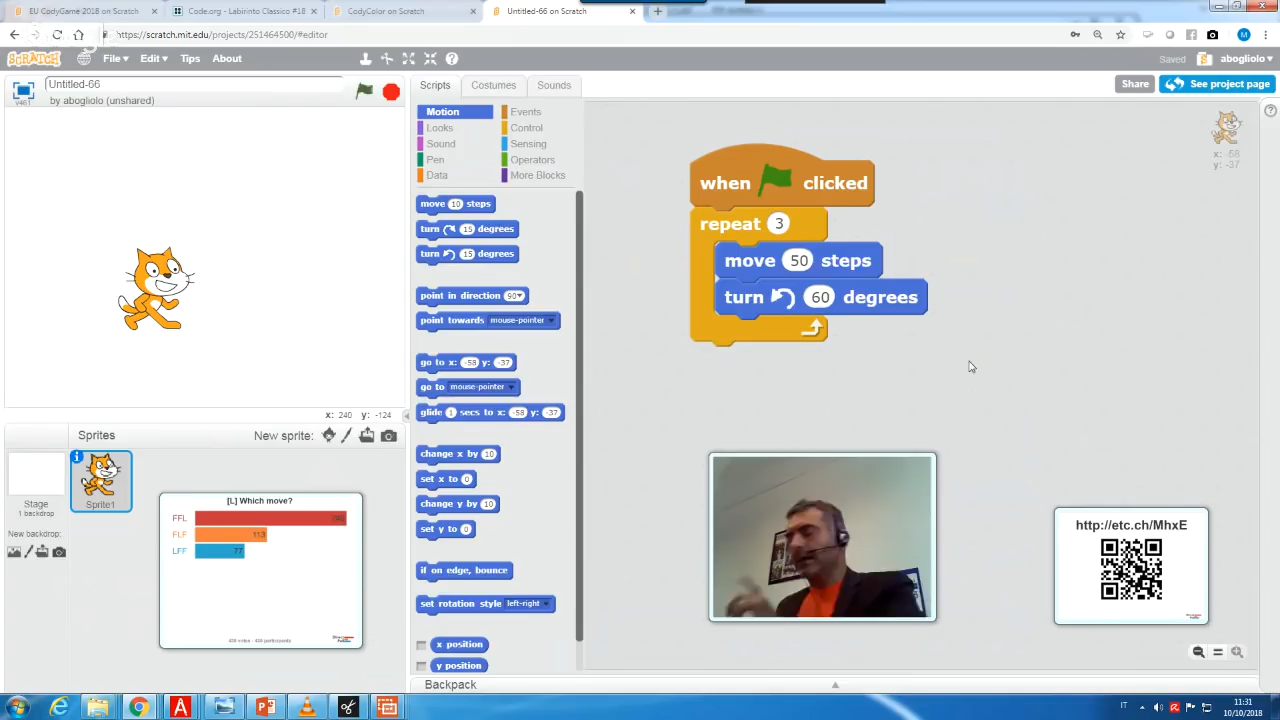 EU CodyGame 2018 on Scratch
Code.org - Labirinto Classico #18
CodyColor on Scratch
Untitled-66 on Scratch
https://scratch.mit.edu/projects/251464500/#editor
SCRATCH File Edit Tips About Saved abogliolo
Untitled-66
by abogliolo (unshared)
v461
Scripts Costumes Sounds
Share See project page
Motion Events
Looks Control
Sound Sensing
Pen Operators
Data More Blocks
move 10 steps
turn 15 degrees
turn 15 degrees
point in direction 90
point towards mouse-pointer
go to x: -58 y: -37
go to mouse-pointer
glide 1 secs to x: -58 y: -37
change x by 10
set x to 0
change y by 10
set y to 0
if on edge, bounce
set rotation style left-right
x position
y position
when clicked
repeat 3
move 50 steps
turn 60 degrees
x: -58
y: -37
x: 240 y: -124
Sprites New sprite:
Stage
1 backdrop
New backdrop:
Sprite1
[L] Which move?
FFL
FLF 113
LFF 77
http://etc.ch/MhxE
Backpack
IT 11:31
10/10/2018